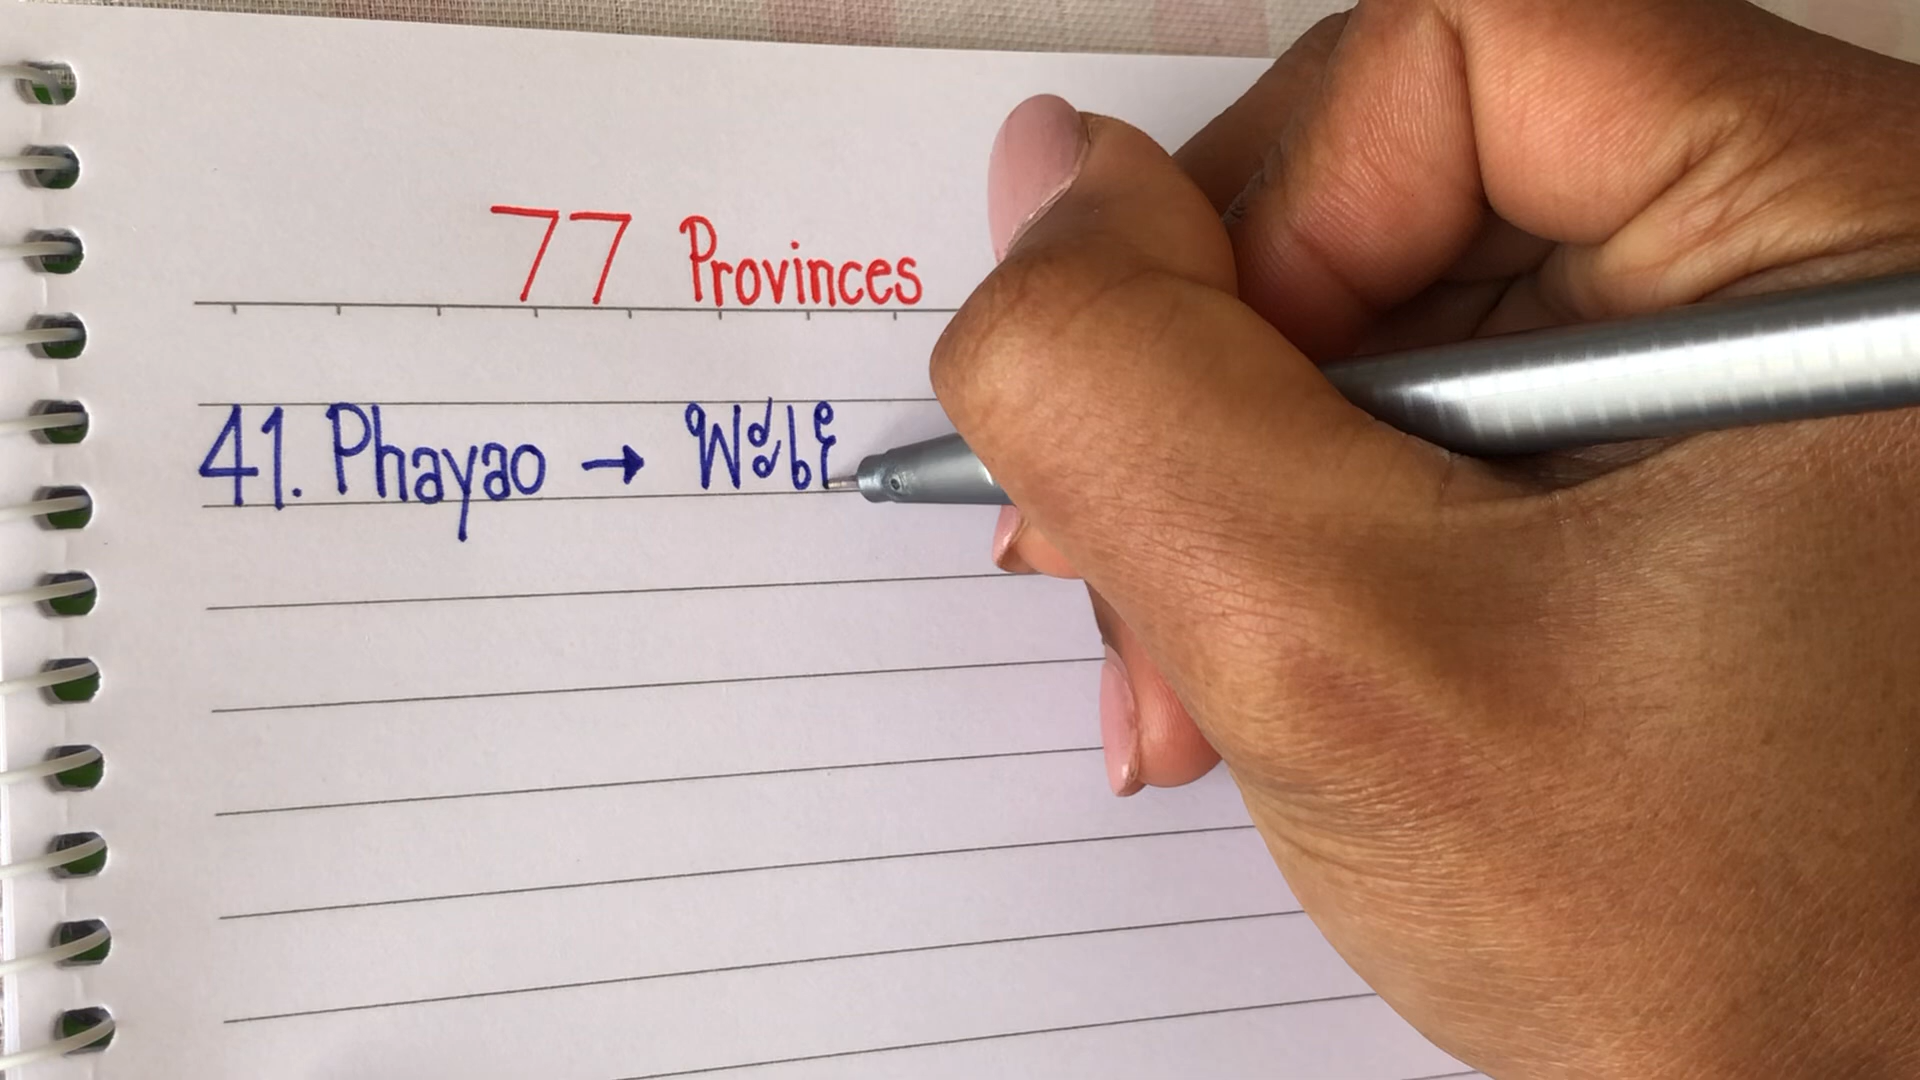 77 Provinces
41. Phayao → พะเ